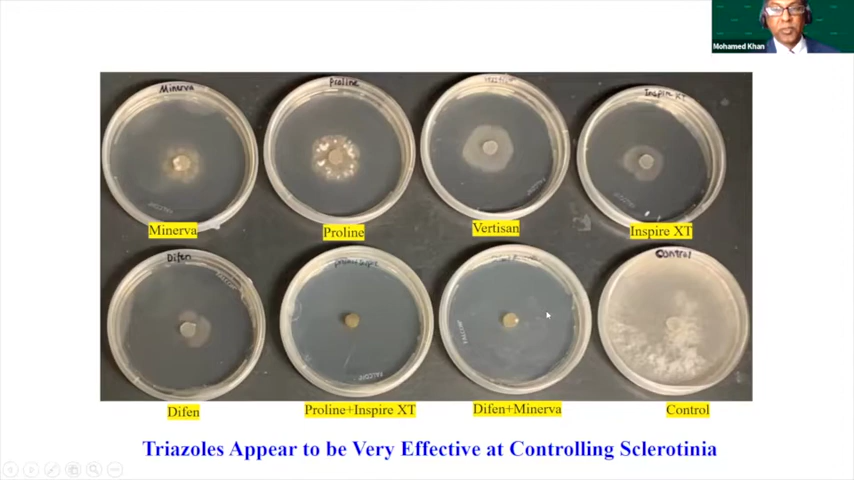 Mohamed Khan
Minerva
Proline
Inspire XT
Minerva
Proline
Vertisan
Inspire XT
Difen
Control
Difen
Proline+Inspire XT
Difen+Minerva
Control
Triazoles Appear to be Very Effective at Controlling Sclerotinia